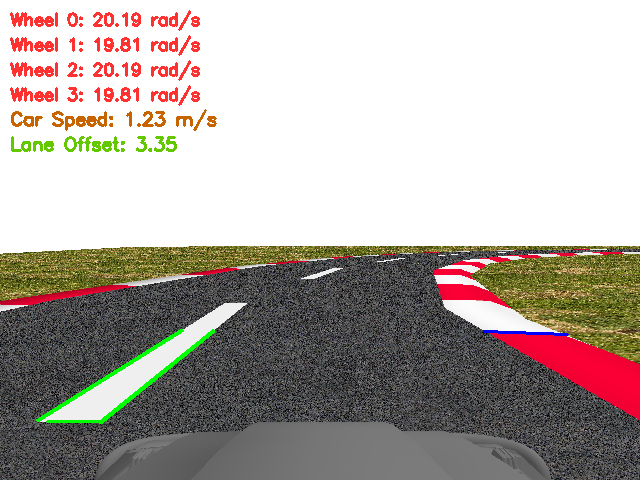 Wheel 0: 20.19 rad/s
Wheel 1: 19.81 rad/s
Wheel 2: 20.19 rad/s
Wheel 3: 19.81 rad/s
Car Speed: 1.23 m/s
Lane Offset: 3.35